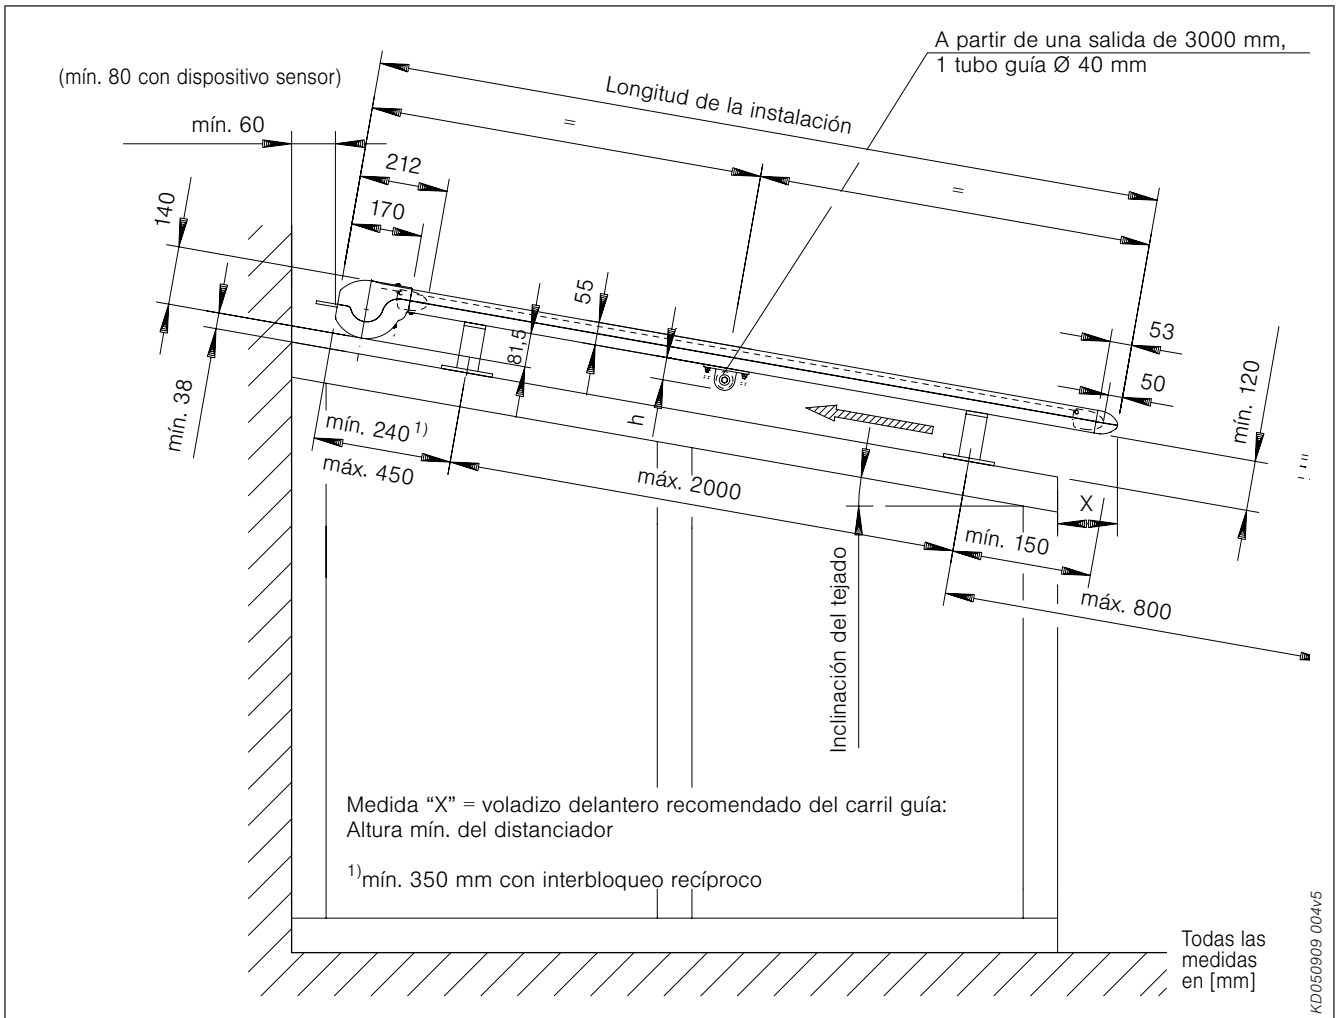 A partir de una salida de 3000 mm,
1 tubo guía Ø 40 mm
(mín. 80 con dispositivo sensor)
Longitud de la instalación
mín. 60
=
=
212
170
140
55
81,5
53
50
mín. 120
mín. 38
h
mín. 240 1)
máx. 450
máx. 2000
X
mín. 150
máx. 800
Inclinación del tejado
=
Medida “X” = voladizo delantero recomendado del carril guía:
Altura mín. del distanciador
1)mín. 350 mm con interbloqueo recíproco
Todas las
medidas
en [mm]
KD050909 004v5